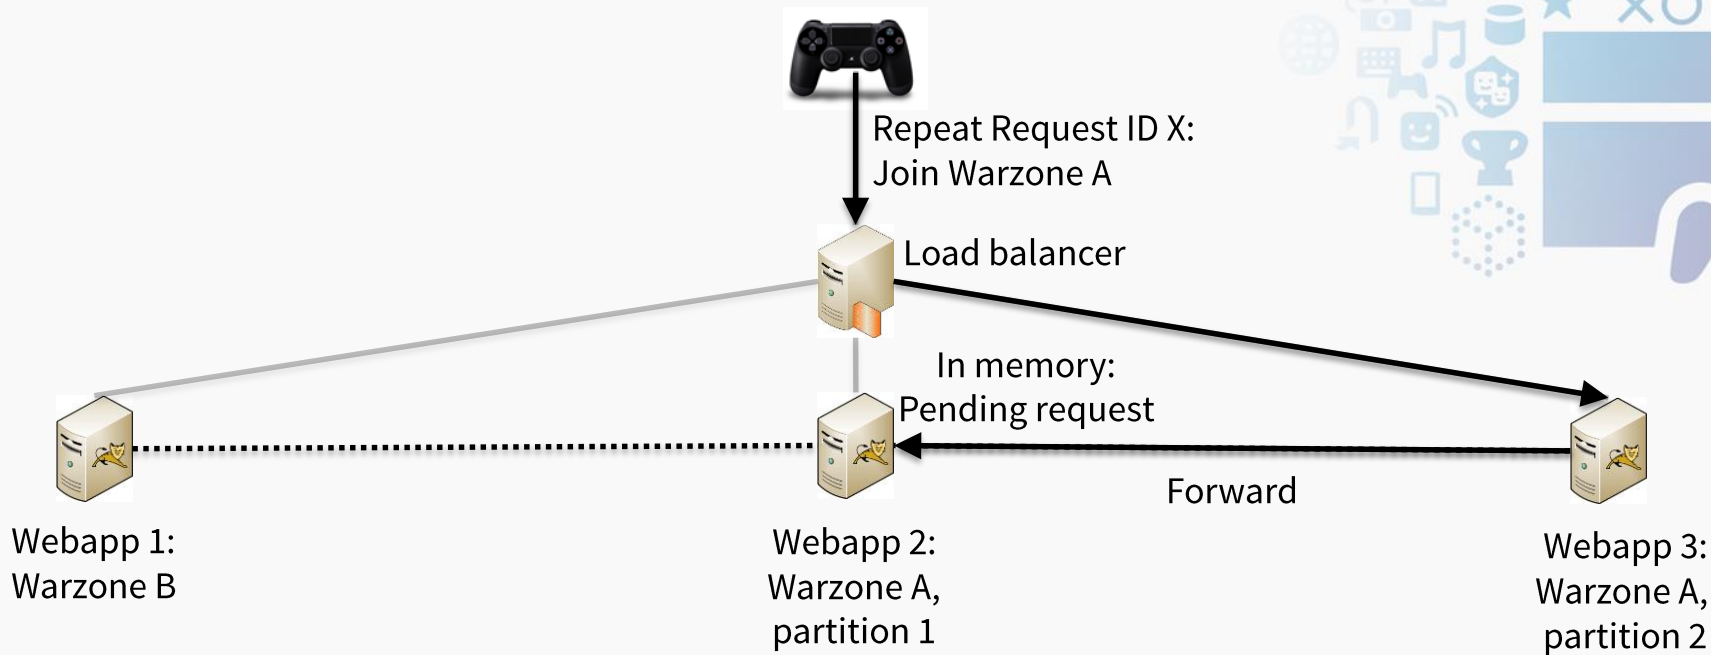 Repeat Request ID X:
Join Warzone A
Load balancer
In memory:
Pending request
Forward
Webapp 1:
Warzone B
Webapp 2:
Warzone A,
partition 1
Webapp 3:
Warzone A,
partition 2